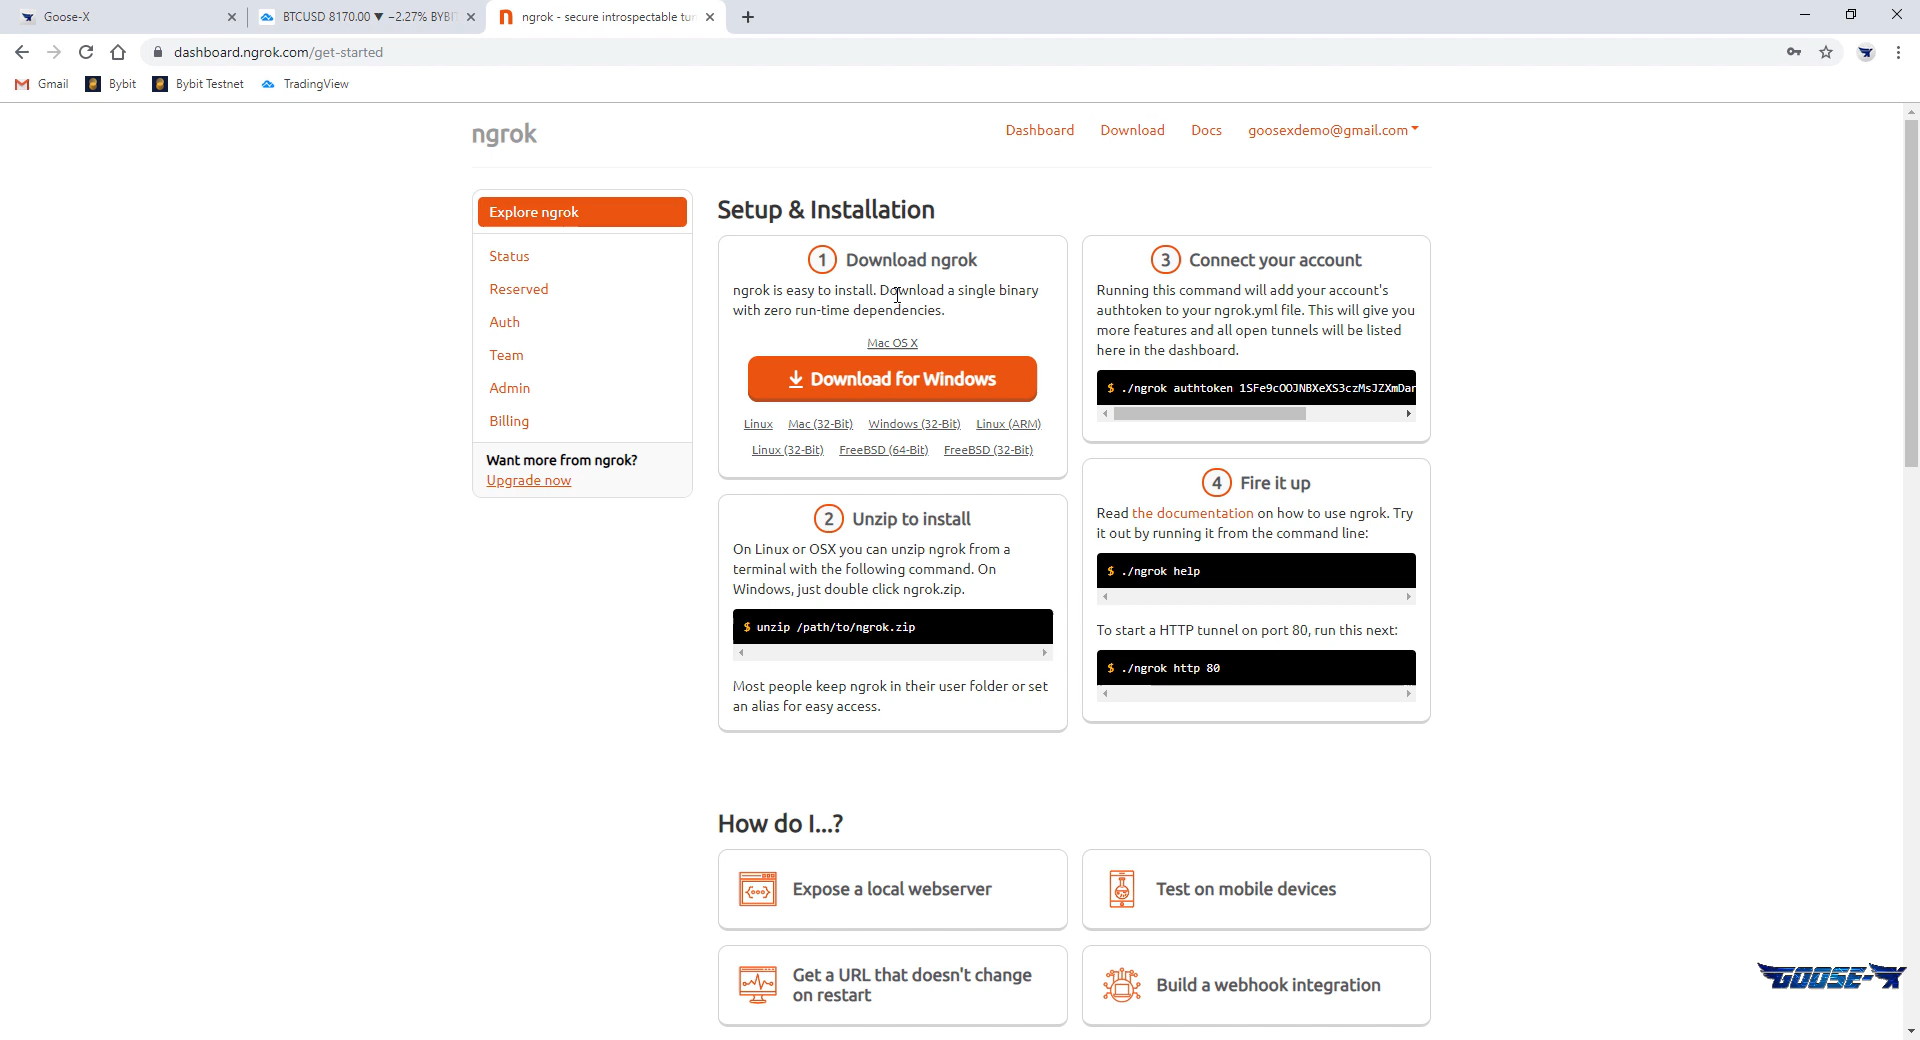 Goose-X
BTCUSD 8170.00 ▼ −2.27% BYBIT
ngrok - secure introspectable tun
dashboard.ngrok.com/get-started
Gmail
Bybit
Bybit Testnet
TradingView
ngrok
Dashboard
Download
Docs
goosexdemo@gmail.com
Explore ngrok
Status
Reserved
Auth
Team
Admin
Billing
Want more from ngrok?
Upgrade now
Setup & Installation
1 Download ngrok
ngrok is easy to install. Download a single binary
with zero run-time dependencies.
Mac OS X
Download for Windows
Linux Mac (32-Bit) Windows (32-Bit) Linux (ARM)
Linux (32-Bit) FreeBSD (64-Bit) FreeBSD (32-Bit)
2 Unzip to install
On Linux or OSX you can unzip ngrok from a
terminal with the following command. On
Windows, just double click ngrok.zip.
$ unzip /path/to/ngrok.zip
Most people keep ngrok in their user folder or set
an alias for easy access.
3 Connect your account
Running this command will add your account's
authtoken to your ngrok.yml file. This will give you
more features and all open tunnels will be listed
here in the dashboard.
$ ./ngrok authtoken 1SFe9cOOJNBXeXS3czMsJZXmDar
4 Fire it up
Read the documentation on how to use ngrok. Try
it out by running it from the command line:
$ ./ngrok help
To start a HTTP tunnel on port 80, run this next:
$ ./ngrok http 80
How do I...?
Expose a local webserver
Test on mobile devices
Get a URL that doesn't change
on restart
Build a webhook integration
GOOSE-X